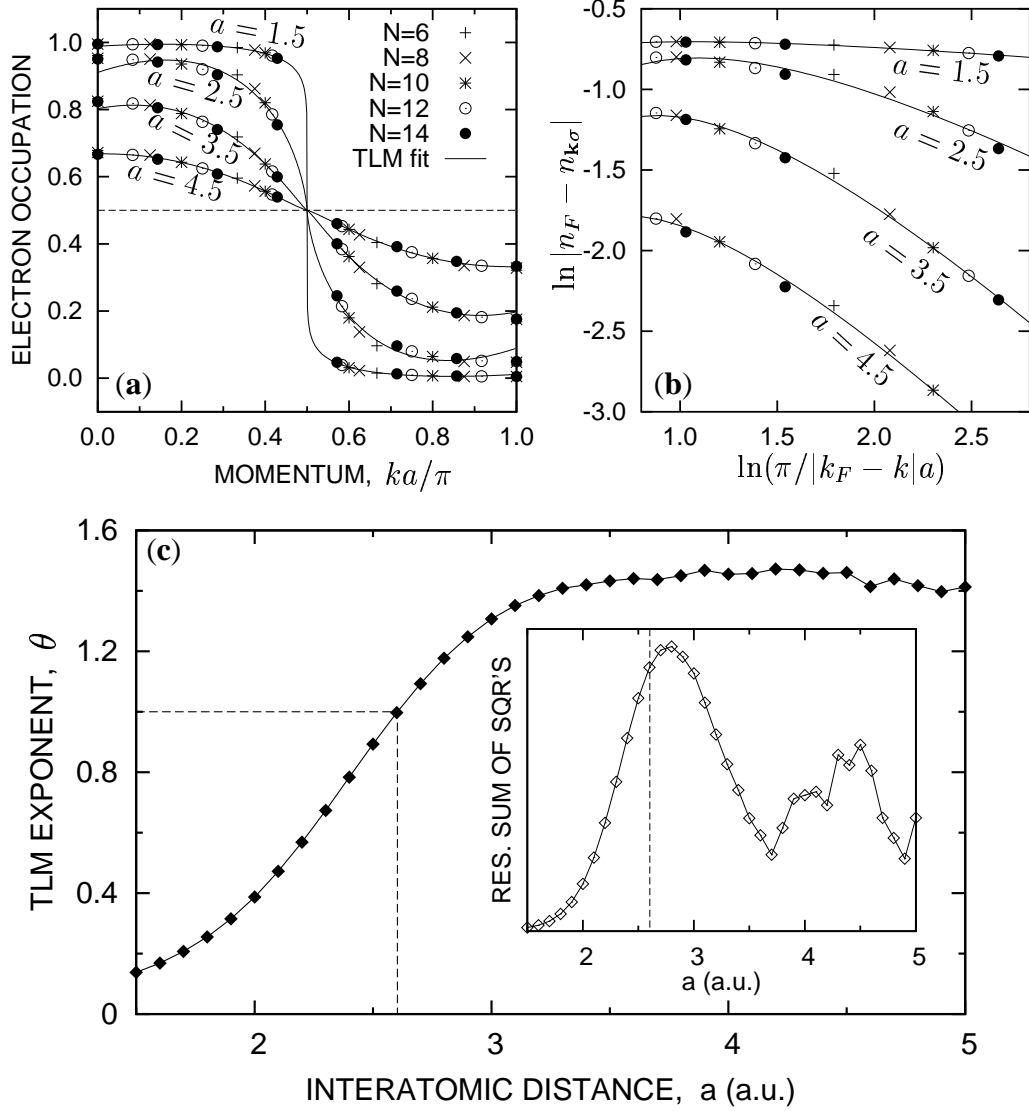 ELECTRON OCCUPATION
1.0
0.8
0.6
0.4
0.2
0.0
a = 1.5
a = 2.5
a = 3.5
a = 4.5
N=6
N=8
N=10
N=12
N=14
TLM fit
(a)
0.0 0.2 0.4 0.6 0.8 1.0
MOMENTUM, ka/π
ln |n_F − n_{kσ}|
-0.5
-1.0
-1.5
-2.0
-2.5
-3.0
a = 1.5
a = 2.5
a = 3.5
a = 4.5
(b)
1.0 1.5 2.0 2.5
ln(π/|k_F − k|a)
TLM EXPONENT, θ
1.6
1.2
0.8
0.4
0
(c)
RES. SUM OF SQR'S
2 3 4 5
a (a.u.)
2 3 4 5
INTERATOMIC DISTANCE, a (a.u.)